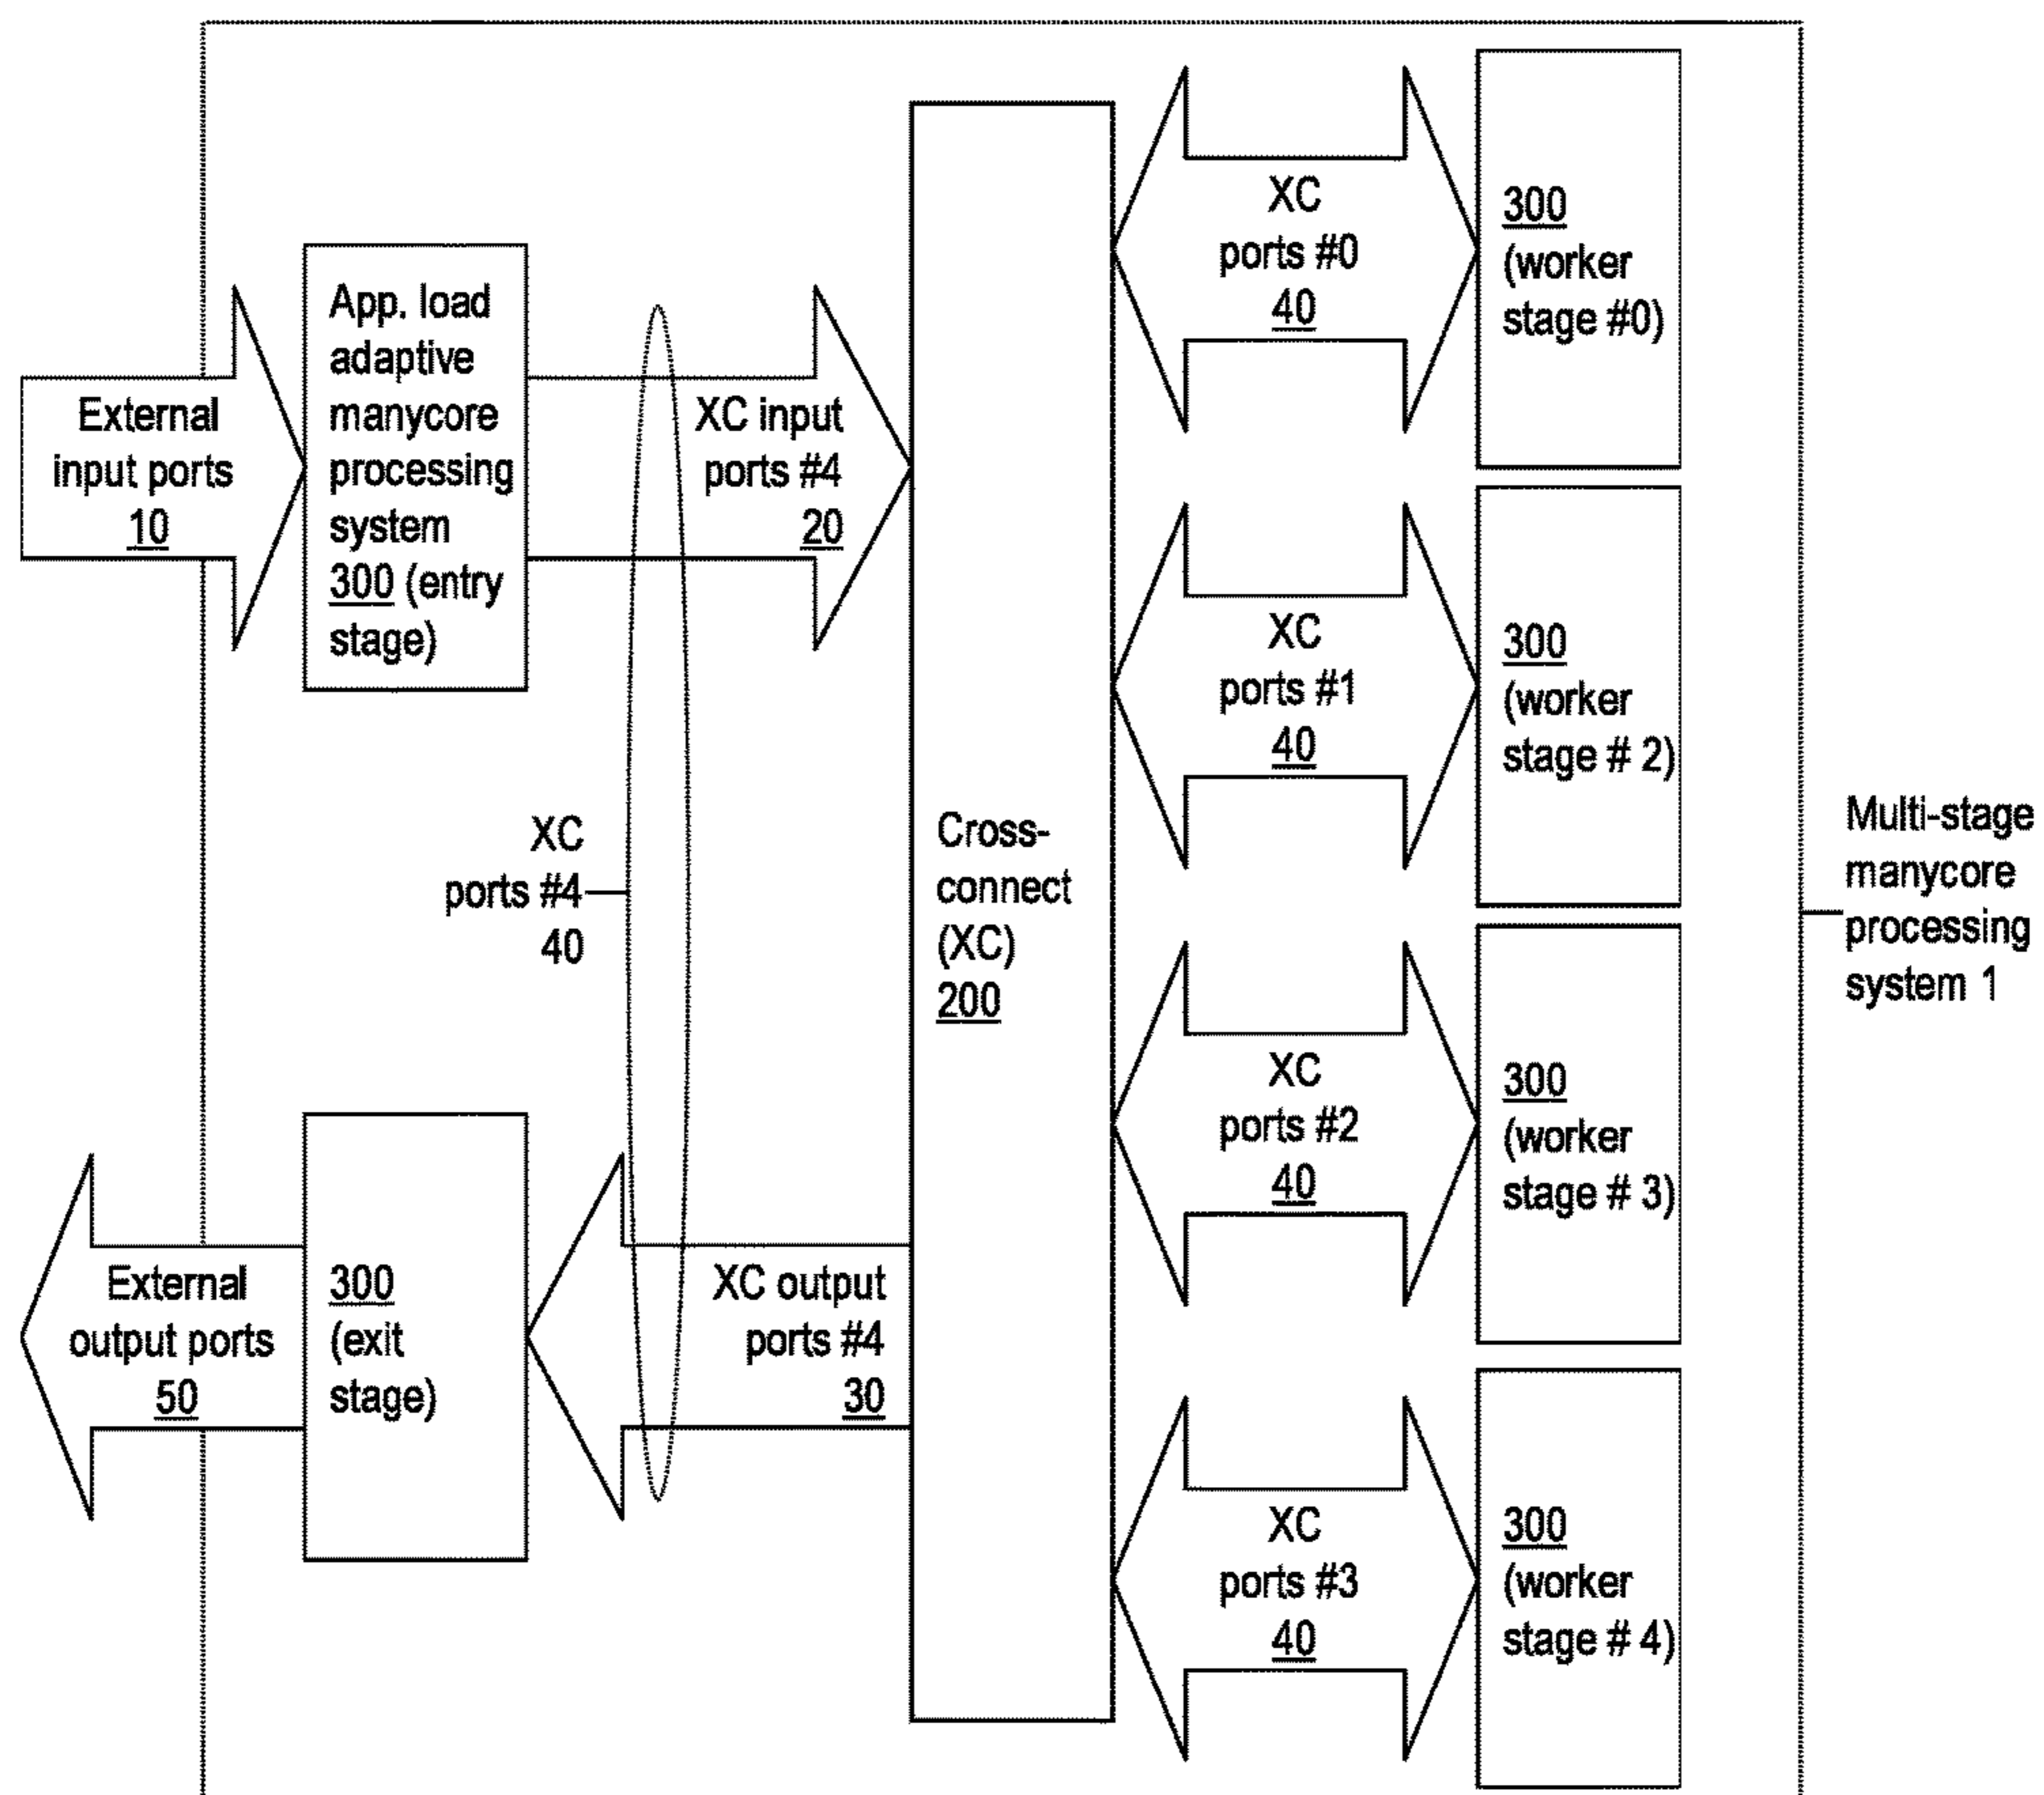 External
input ports
10
App. load
adaptive
manycore
processing
system
300 (entry
stage)
XC input
ports #4
20
XC
ports #4
40
Cross-
connect
(XC)
200
External
output ports
50
300
(exit
stage)
XC output
ports #4
30
XC
ports #0
40
300
(worker
stage #0)
XC
ports #1
40
300
(worker
stage # 2)
XC
ports #2
40
300
(worker
stage # 3)
XC
ports #3
40
300
(worker
stage # 4)
Multi-stage
manycore
processing
system 1